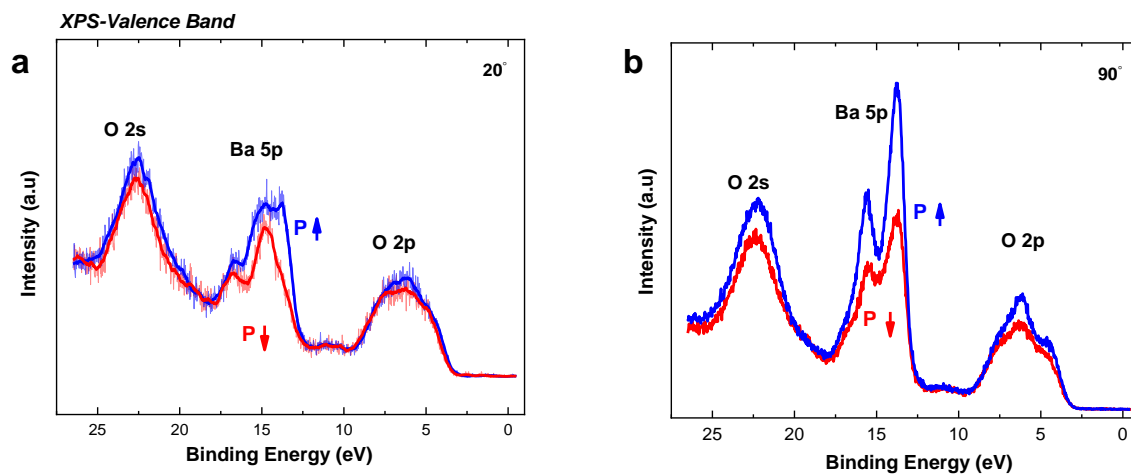 XPS-Valence Band
a
20°
O 2s
Ba 5p
P
O 2p
P
Intensity (a.u)
25 20 15 10 5 0
Binding Energy (eV)
b
90°
Ba 5p
O 2s
P
O 2p
P
Intensity (a.u)
25 20 15 10 5 0
Binding Energy (eV)